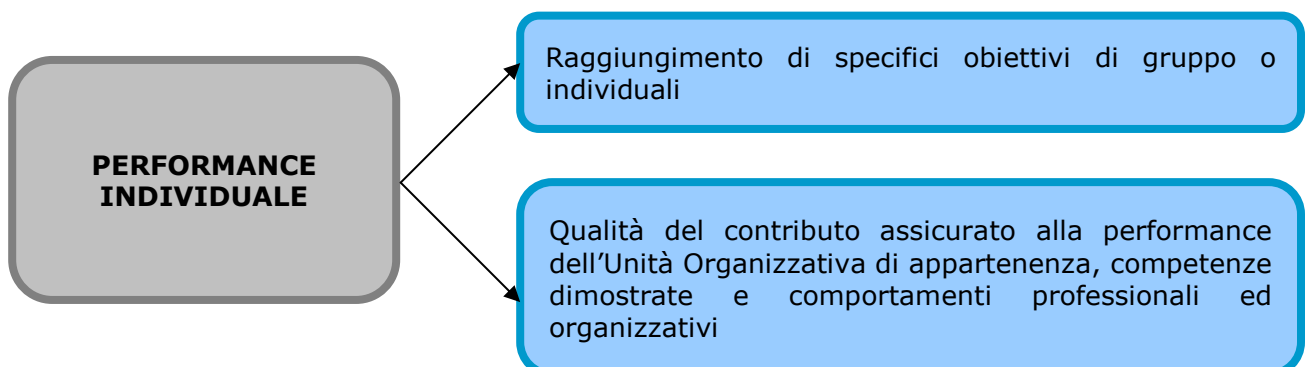 PERFORMANCE
INDIVIDUALE
Raggiungimento di specifici obiettivi di gruppo o
individuali
Qualità del contributo assicurato alla performance
dell’Unità Organizzativa di appartenenza, competenze
dimostrate e comportamenti professionali ed
organizzativi